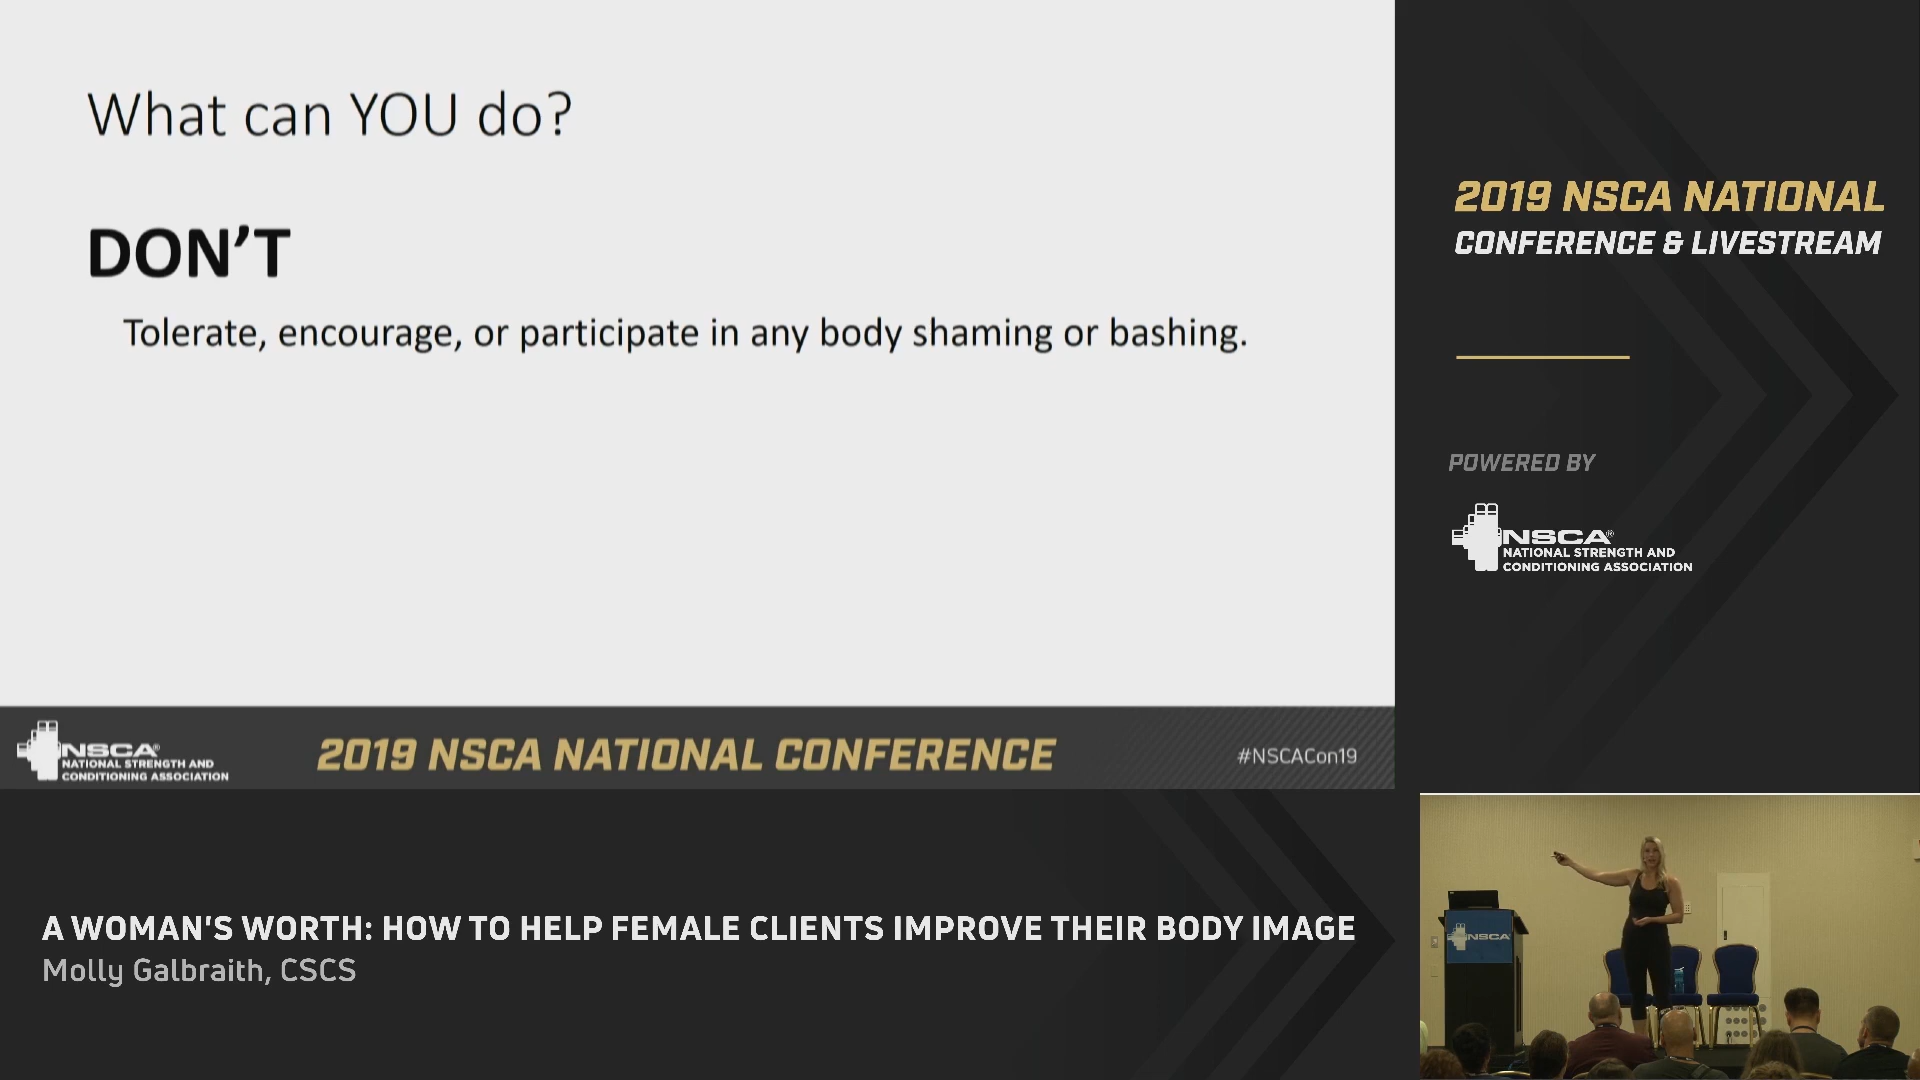 What can YOU do?
DON'T
Tolerate, encourage, or participate in any body shaming or bashing.
NSCA®
NATIONAL STRENGTH AND
CONDITIONING ASSOCIATION
2019 NSCA NATIONAL CONFERENCE
#NSCACon19
2019 NSCA NATIONAL
CONFERENCE & LIVESTREAM
POWERED BY
NSCA®
NATIONAL STRENGTH AND
CONDITIONING ASSOCIATION
A WOMAN'S WORTH: HOW TO HELP FEMALE CLIENTS IMPROVE THEIR BODY IMAGE
Molly Galbraith, CSCS
NSCA